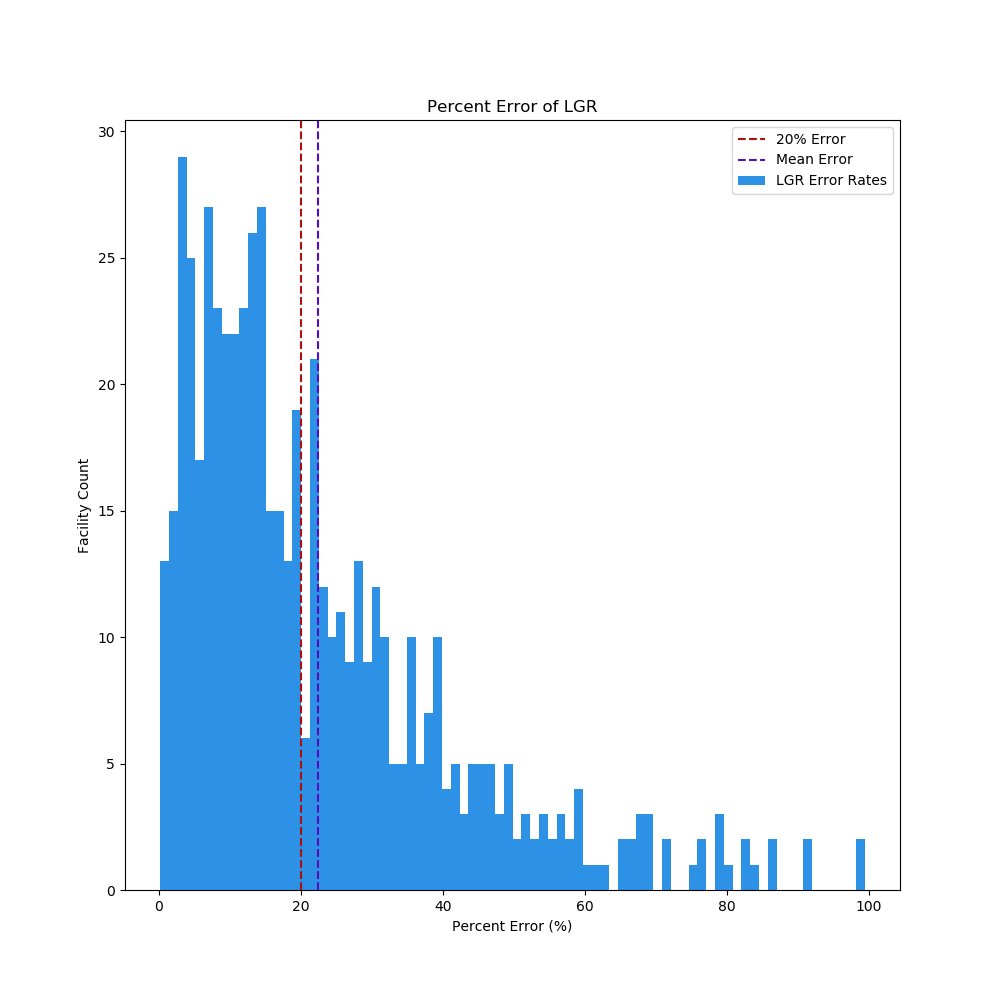 Percent Error of LGR
20% Error
Mean Error
LGR Error Rates
30
25
20
15
10
5
0
Facility Count
0 20 40 60 80 100
Percent Error (%)